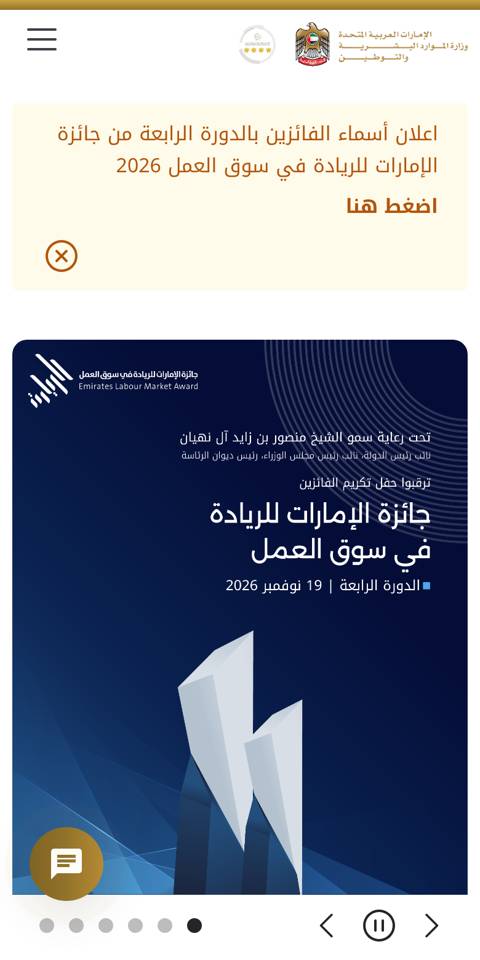 الإمارات العربية المتحدة
وزارة الموارد البشرية
والتوطين
اعلان أسماء الفائزين بالدورة الرابعة من جائزة
الإمارات للريادة في سوق العمل 2026
اضغط هنا
جائزة الإمارات للريادة في سوق العمل
Emirates Labour Market Award
تحت رعاية سمو الشيخ منصور بن زايد آل نهيان
نائب رئيس الدولة، نائب رئيس مجلس الوزراء، رئيس ديوان الرئاسة
ترقبوا حفل تكريم الفائزين
جائزة الإمارات للريادة
في سوق العمل
الدورة الرابعة | 19 نوفمبر 2026